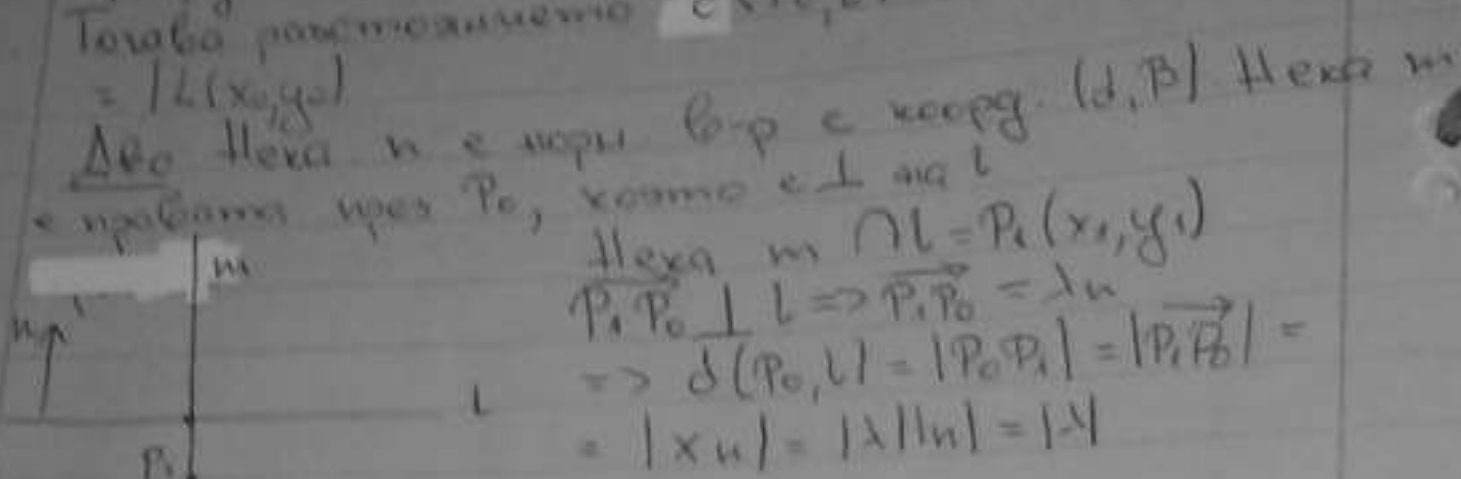 Тогава разстоянието е
= |L(x₀,y₀)|
Д-во Нека n е норм. в-р с коорд. (α, β) Нека m
е правата през P₀, която е ⊥ на l
Нека m ∩ l = P₁(x₁,y₁)
m
P₁P₀ ⊥ l => P₁P₀ = λn
n
=> d(P₀, l) = |P₀P₁| = |P₁P₀| =
l
= |λn| = |λ||n| = |λ|
P₁